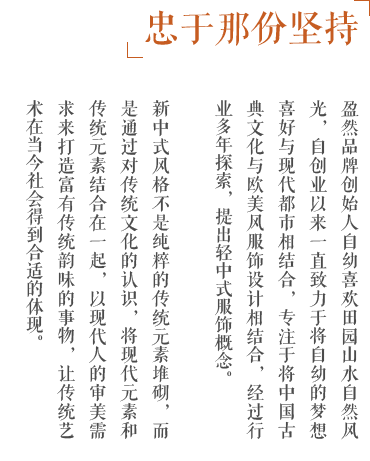 忠于那份坚持
盈然品牌创始人自幼喜欢田园山水自然风
光，自创业以来一直致力于将自幼的梦想
喜好与现代都市相结合，专注于将中国古
典文化与欧美风服饰设计相结合，经过行
业多年探索，提出轻中式服饰概念。
新中式风格不是纯粹的传统元素堆砌，而
是通过对传统文化的认识，将现代元素和
传统元素结合在一起，以现代人的审美需
求来打造富有传统韵味的事物，让传统艺
术在当今社会得到合适的体现。